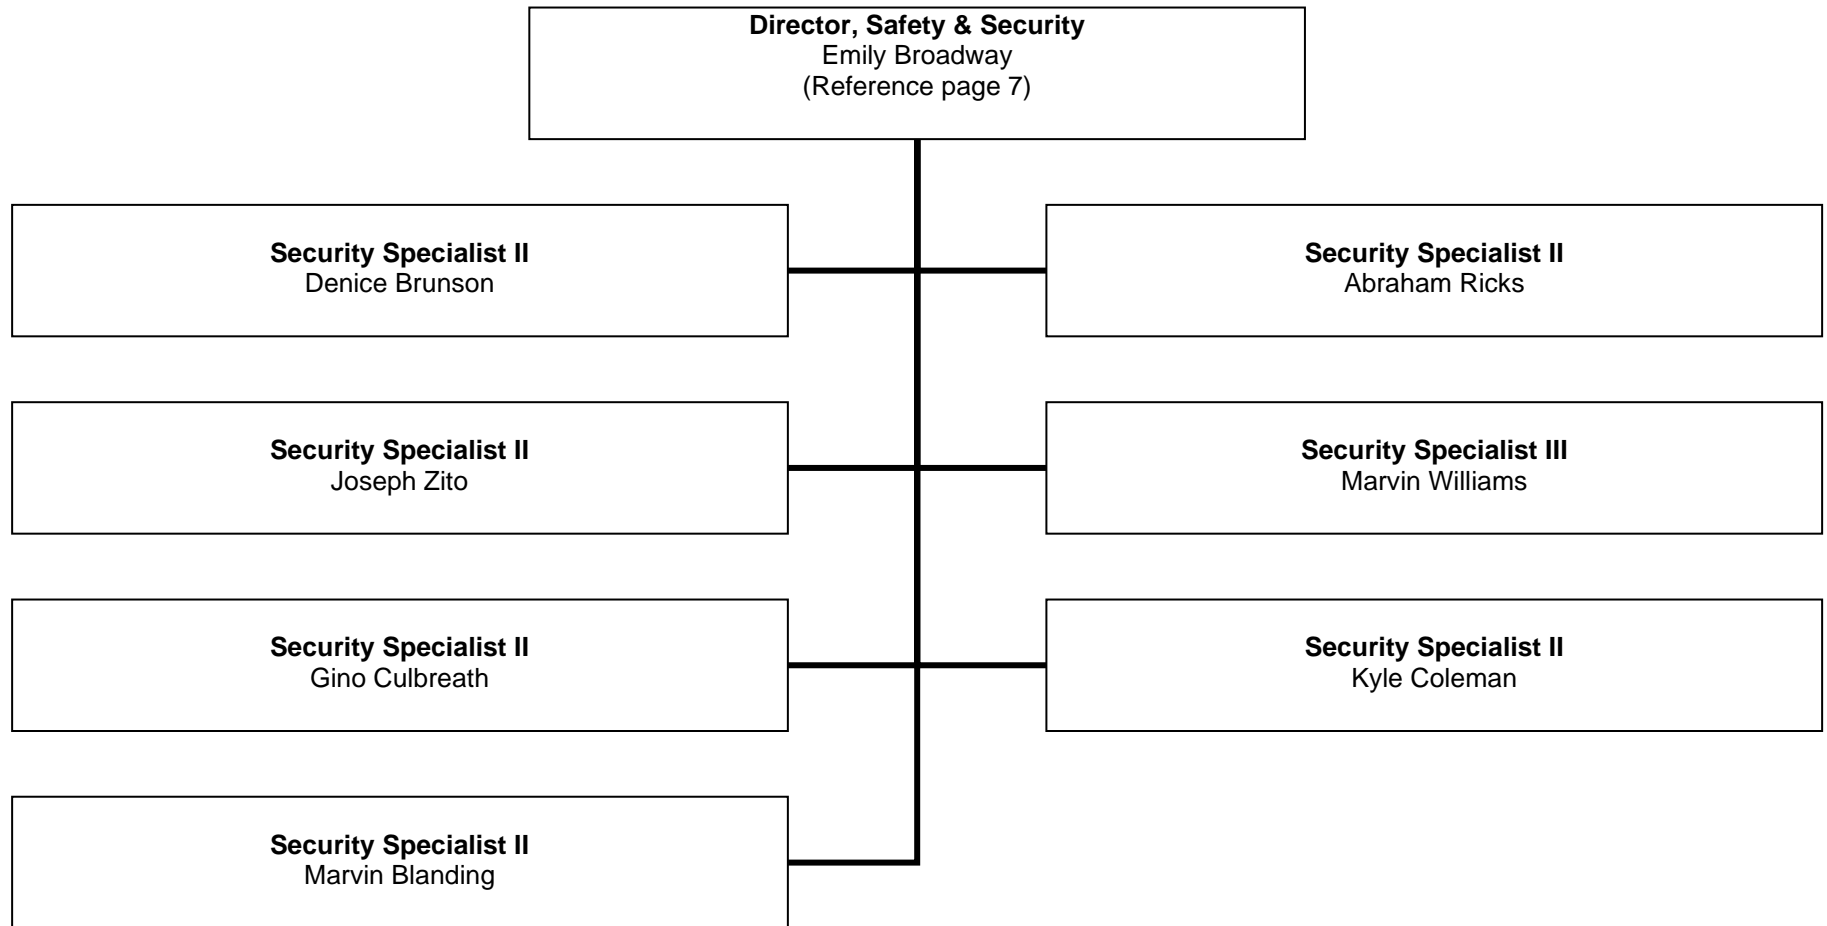 Director, Safety & Security
Emily Broadway
(Reference page 7)
Security Specialist II
Denice Brunson
Security Specialist II
Abraham Ricks
Security Specialist II
Joseph Zito
Security Specialist III
Marvin Williams
Security Specialist II
Gino Culbreath
Security Specialist II
Kyle Coleman
Security Specialist II
Marvin Blanding